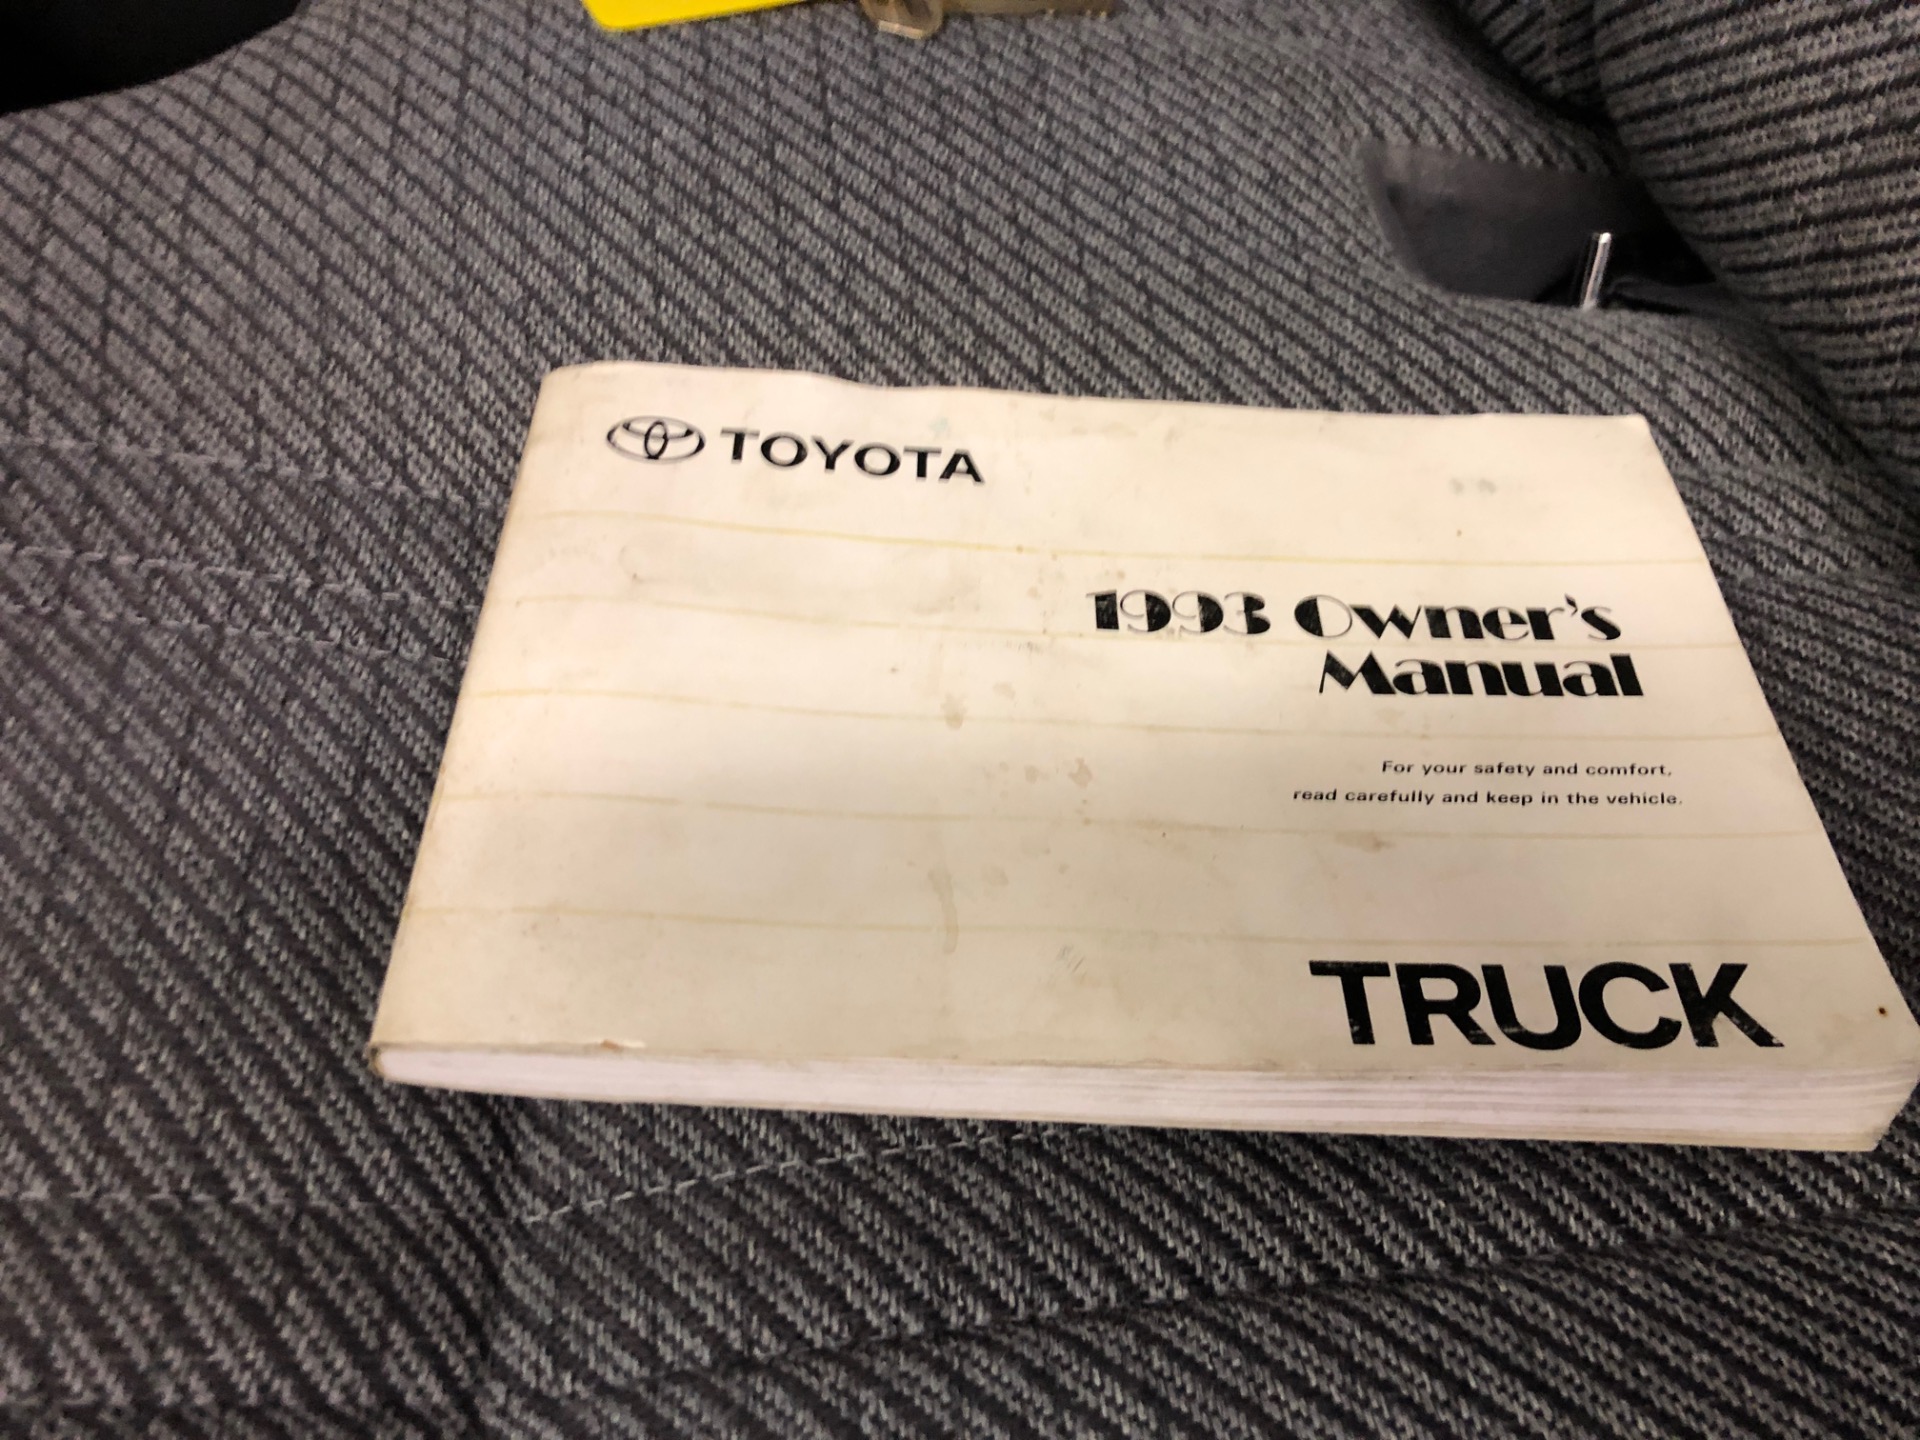 TOYOTA
1993 Owner's
Manual
For your safety and comfort,
read carefully and keep in the vehicle.
TRUCK